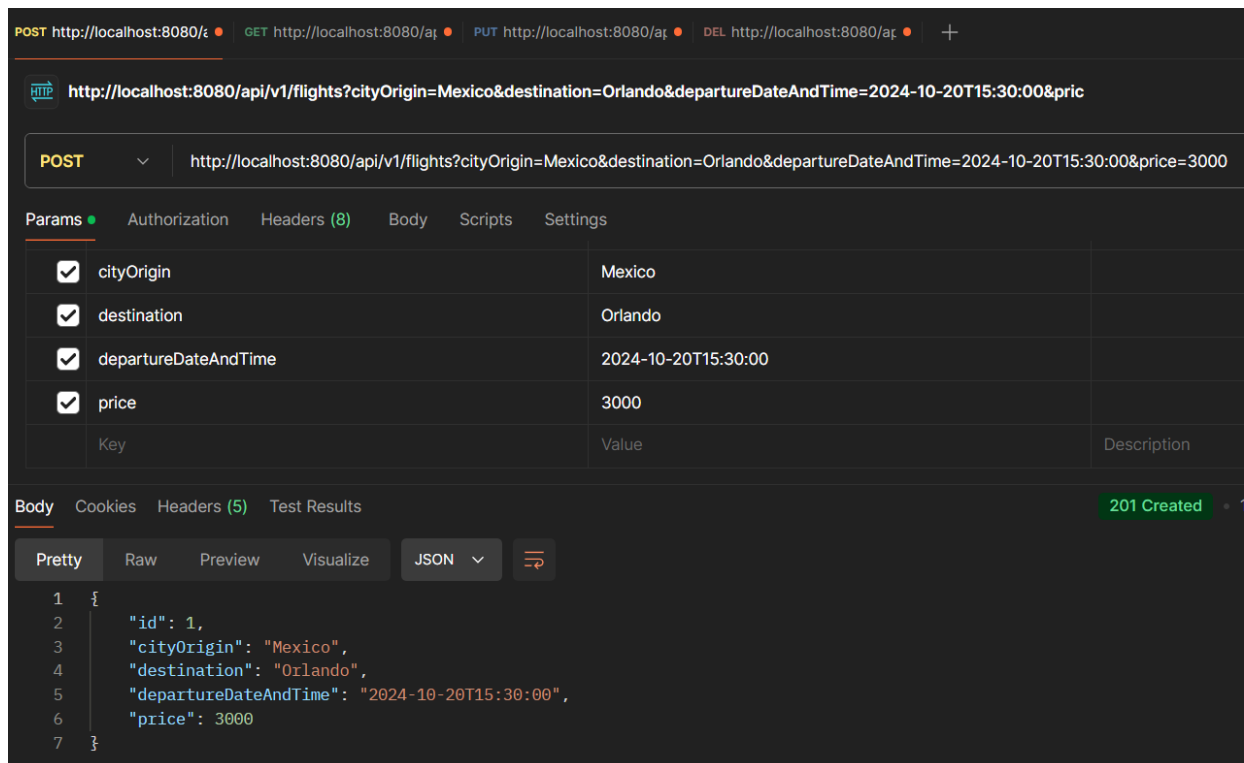 POST http://localhost:8080/a GET http://localhost:8080/ap PUT http://localhost:8080/ap DEL http://localhost:8080/ap
HTTP http://localhost:8080/api/v1/flights?cityOrigin=Mexico&destination=Orlando&departureDateAndTime=2024-10-20T15:30:00&pric
POST http://localhost:8080/api/v1/flights?cityOrigin=Mexico&destination=Orlando&departureDateAndTime=2024-10-20T15:30:00&price=3000
Params Authorization Headers (8) Body Scripts Settings
cityOrigin Mexico
destination Orlando
departureDateAndTime 2024-10-20T15:30:00
price 3000
Key Value Description
Body Cookies Headers (5) Test Results 201 Created
Pretty Raw Preview Visualize JSON
1 {
2 "id": 1,
3 "cityOrigin": "Mexico",
4 "destination": "Orlando",
5 "departureDateAndTime": "2024-10-20T15:30:00",
6 "price": 3000
7 }